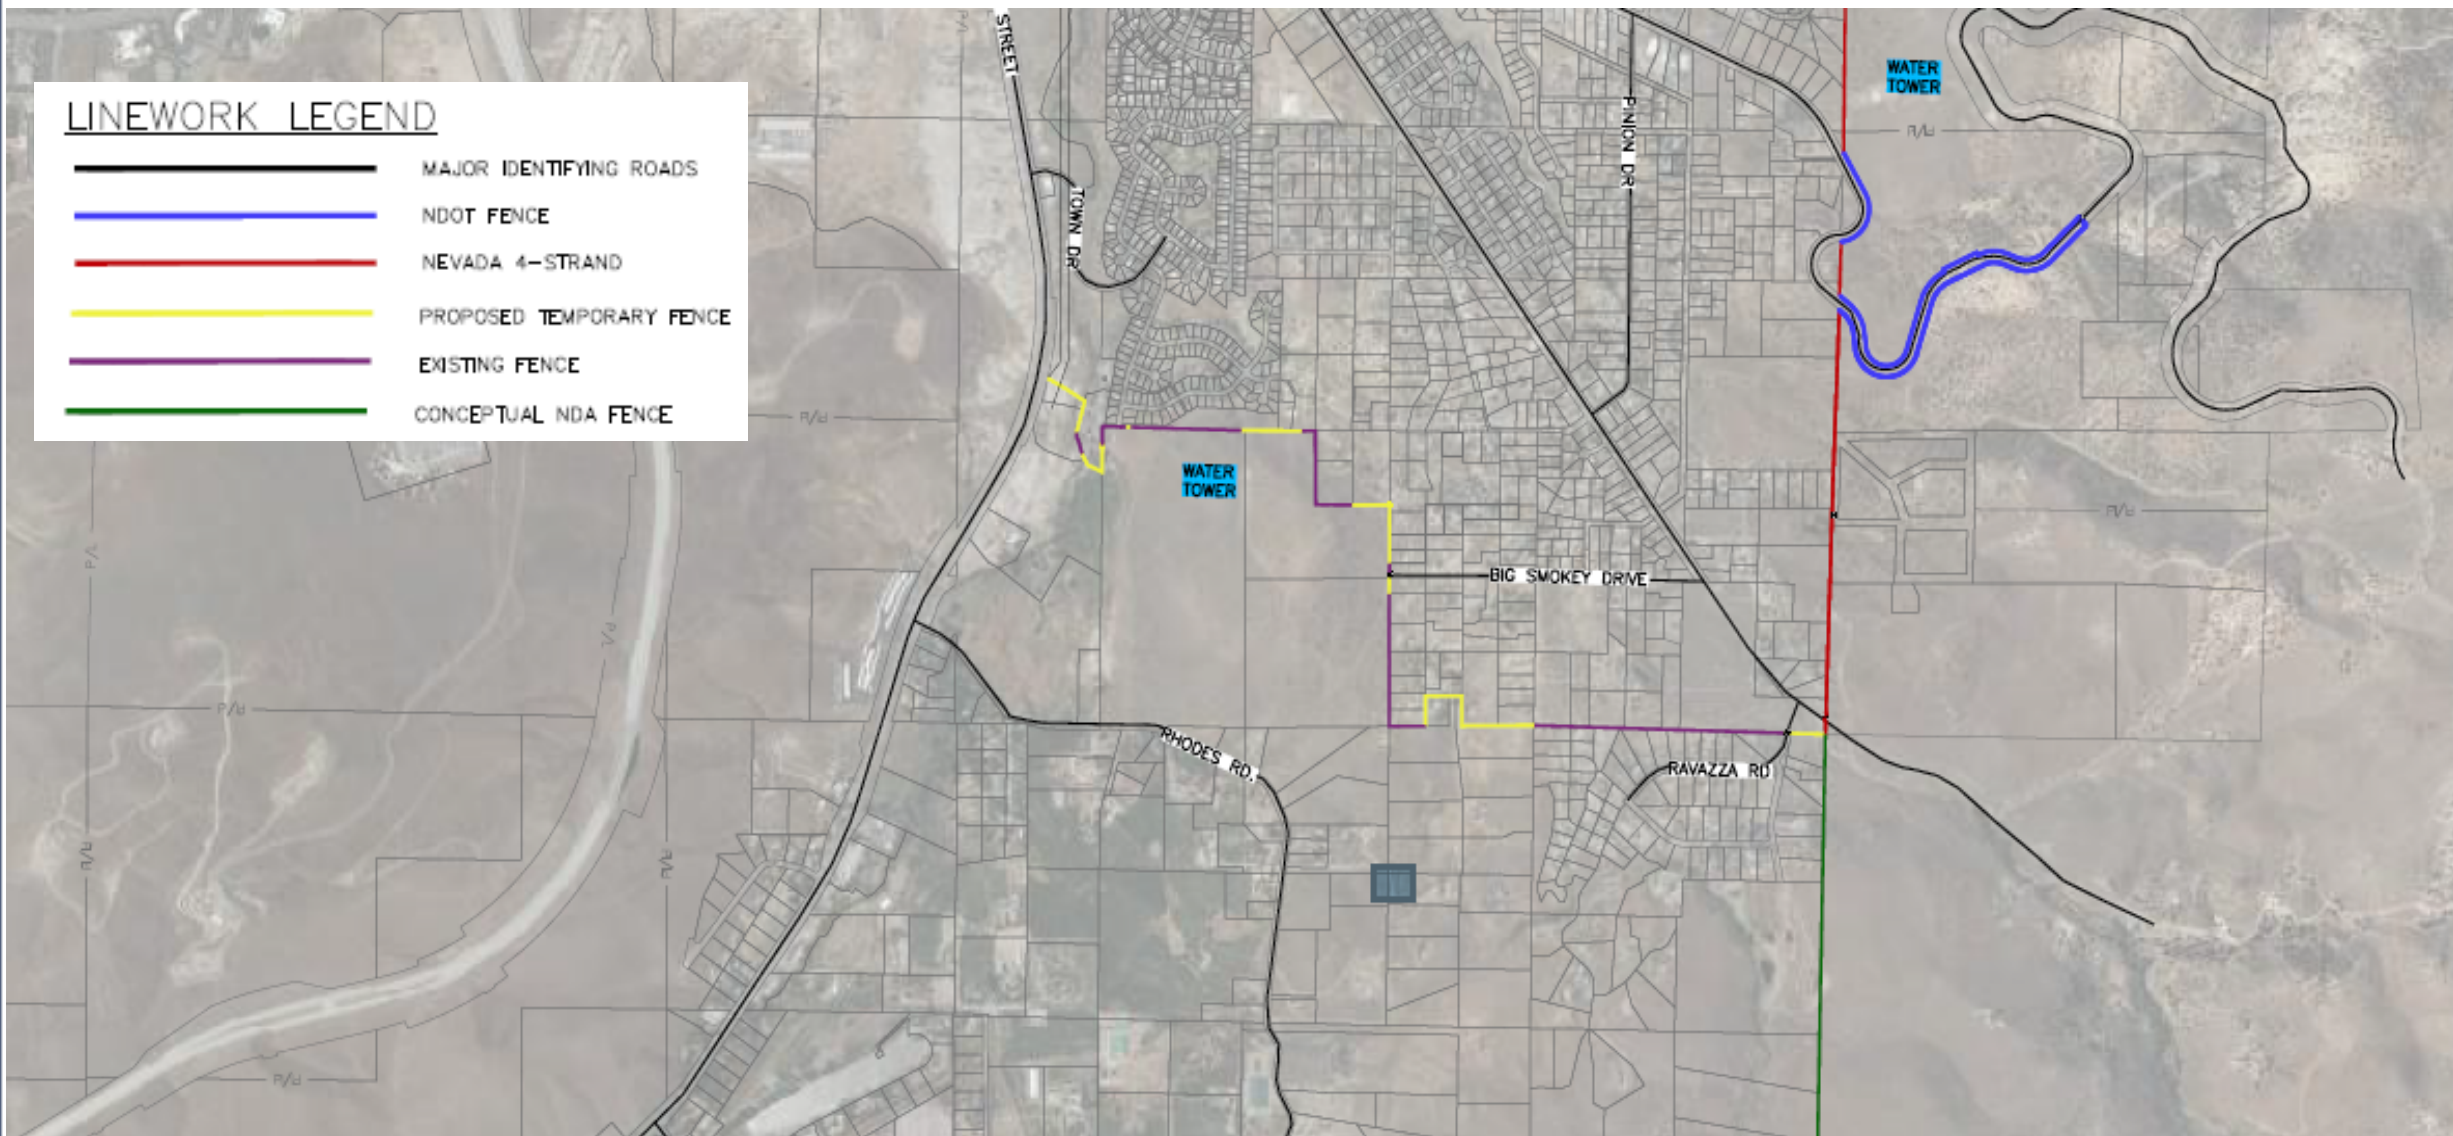 LINEWORK LEGEND
MAJOR IDENTIFYING ROADS
NDOT FENCE
NEVADA 4-STRAND
PROPOSED TEMPORARY FENCE
EXISTING FENCE
CONCEPTUAL NDA FENCE
STREET
TOWN DR
PINION DR
WATER
TOWER
WATER
TOWER
BIG SMOKEY DRIVE
RHODES RD.
RAVAZZA RD